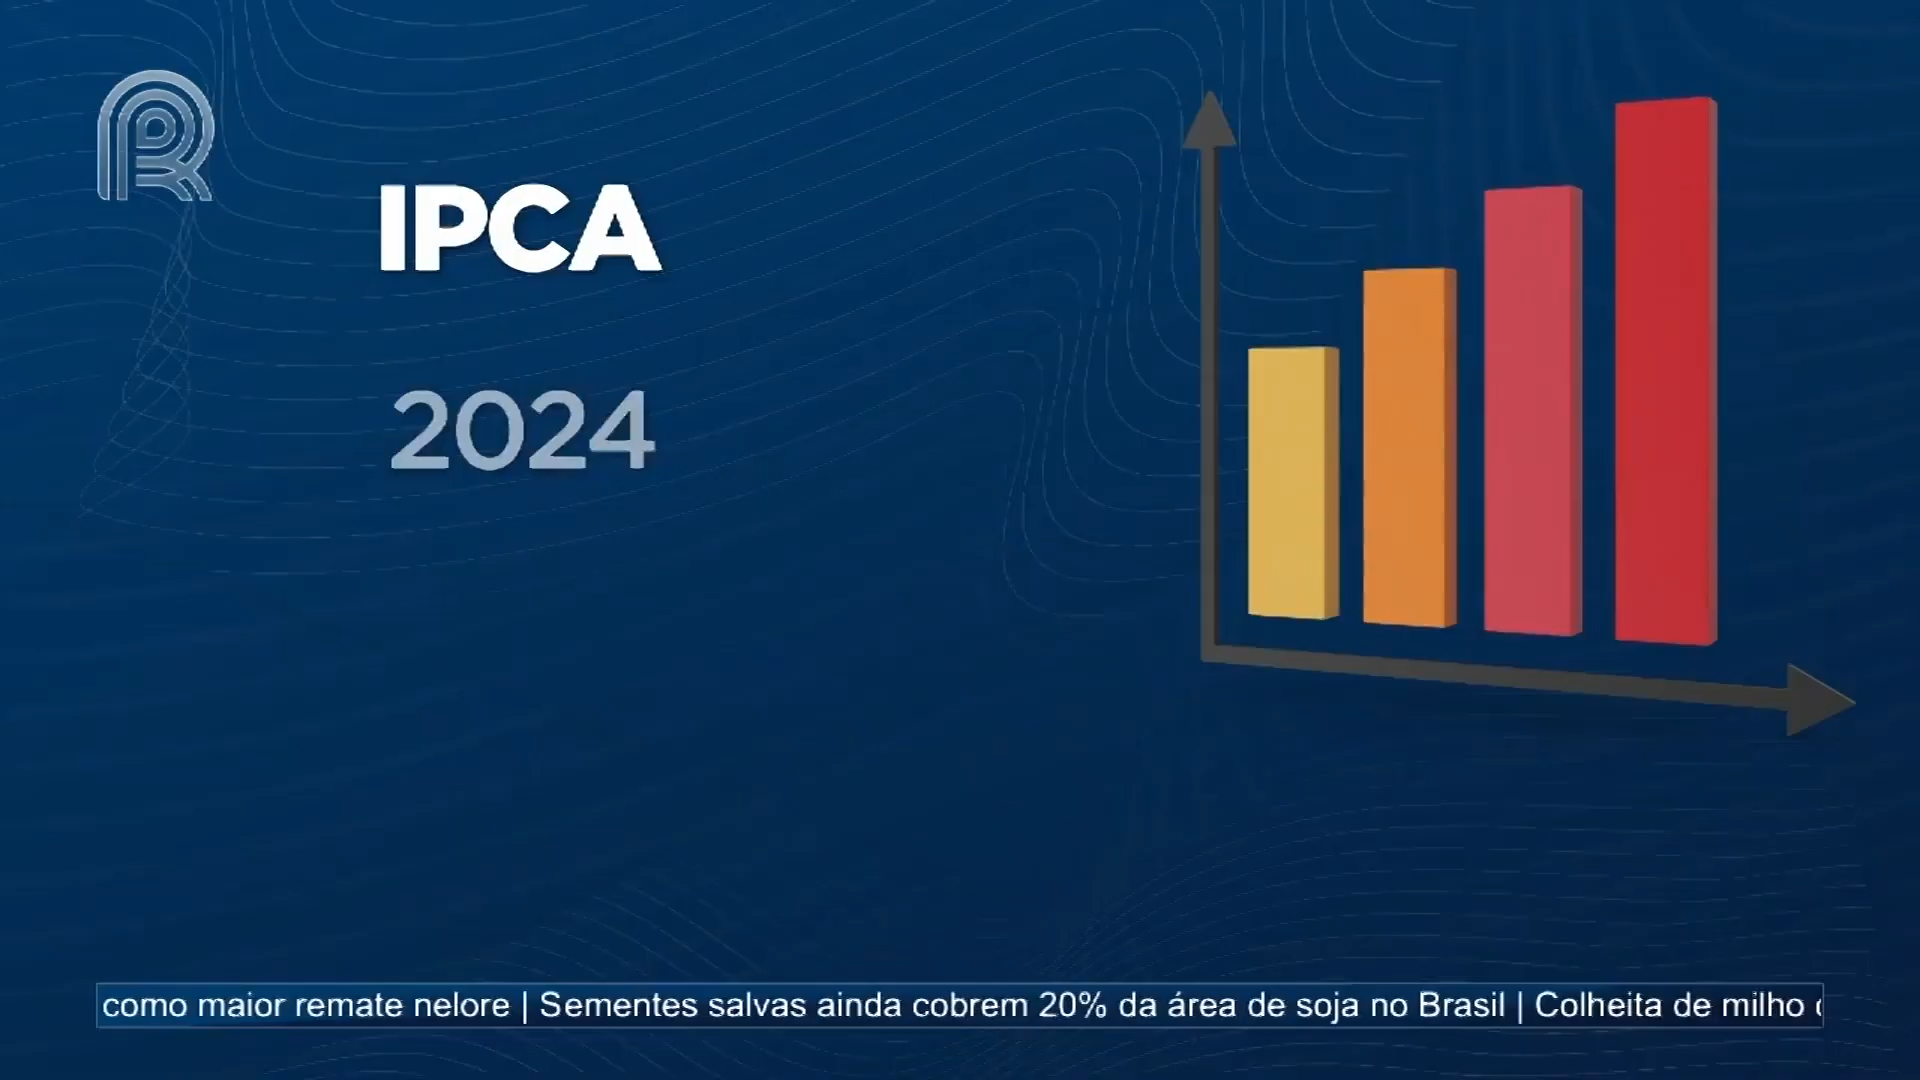 IPCA
2024
como maior remate nelore | Sementes salvas ainda cobrem 20% da área de soja no Brasil | Colheita de milho